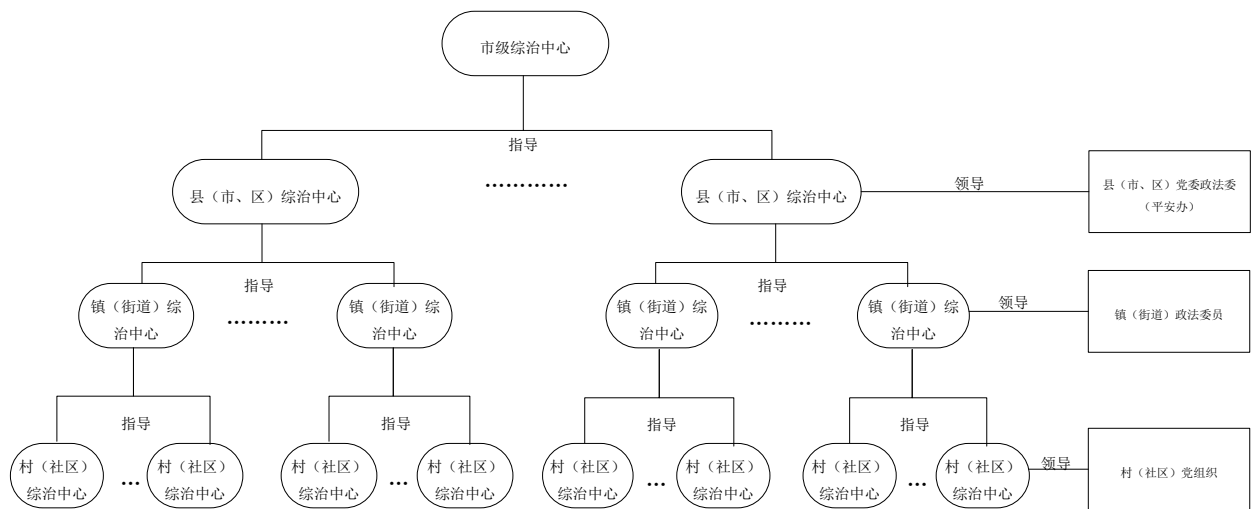 市级综治中心
指导
县（市、区）综治中心
…………
县（市、区）综治中心
领导
县（市、区）党委政法委
（平安办）
指导
指导
镇（街道）综
治中心
………
镇（街道）综
治中心
镇（街道）综
治中心
………
镇（街道）综
治中心
领导
镇（街道）政法委员
指导
指导
指导
指导
村（社区）
综治中心
…
村（社区）
综治中心
村（社区）
综治中心
…
村（社区）
综治中心
村（社区）
综治中心
…
村（社区）
综治中心
村（社区）
综治中心
…
村（社区）
综治中心
领导
村（社区）党组织